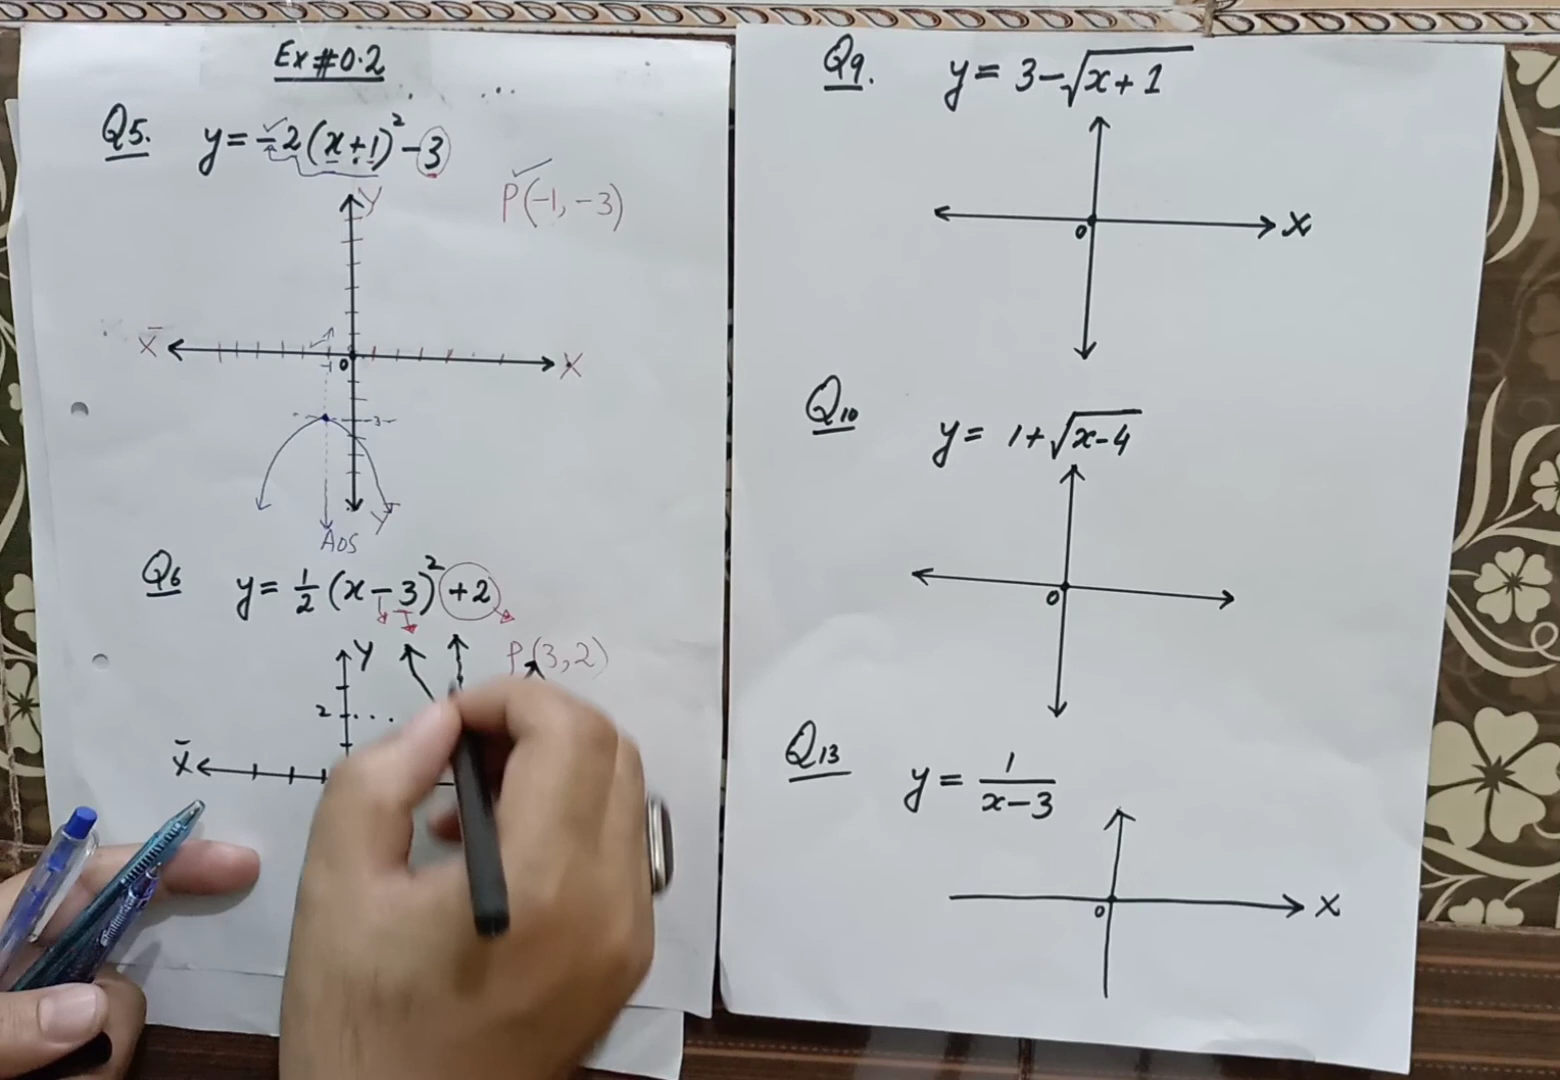 Ex#0.2
Q5. y = -2(x+1)² - 3
P(-1, -3)
Y
X̄ X
-1 0
-3
Y
AOS
Q6 y = 1/2 (x-3)² + 2
P(3,2)
Y
2
X̄
Q9. y = 3-√(x+1)
X
0
Q10
y = 1+√(x-4)
0
Q13
y = 1/(x-3)
X
0